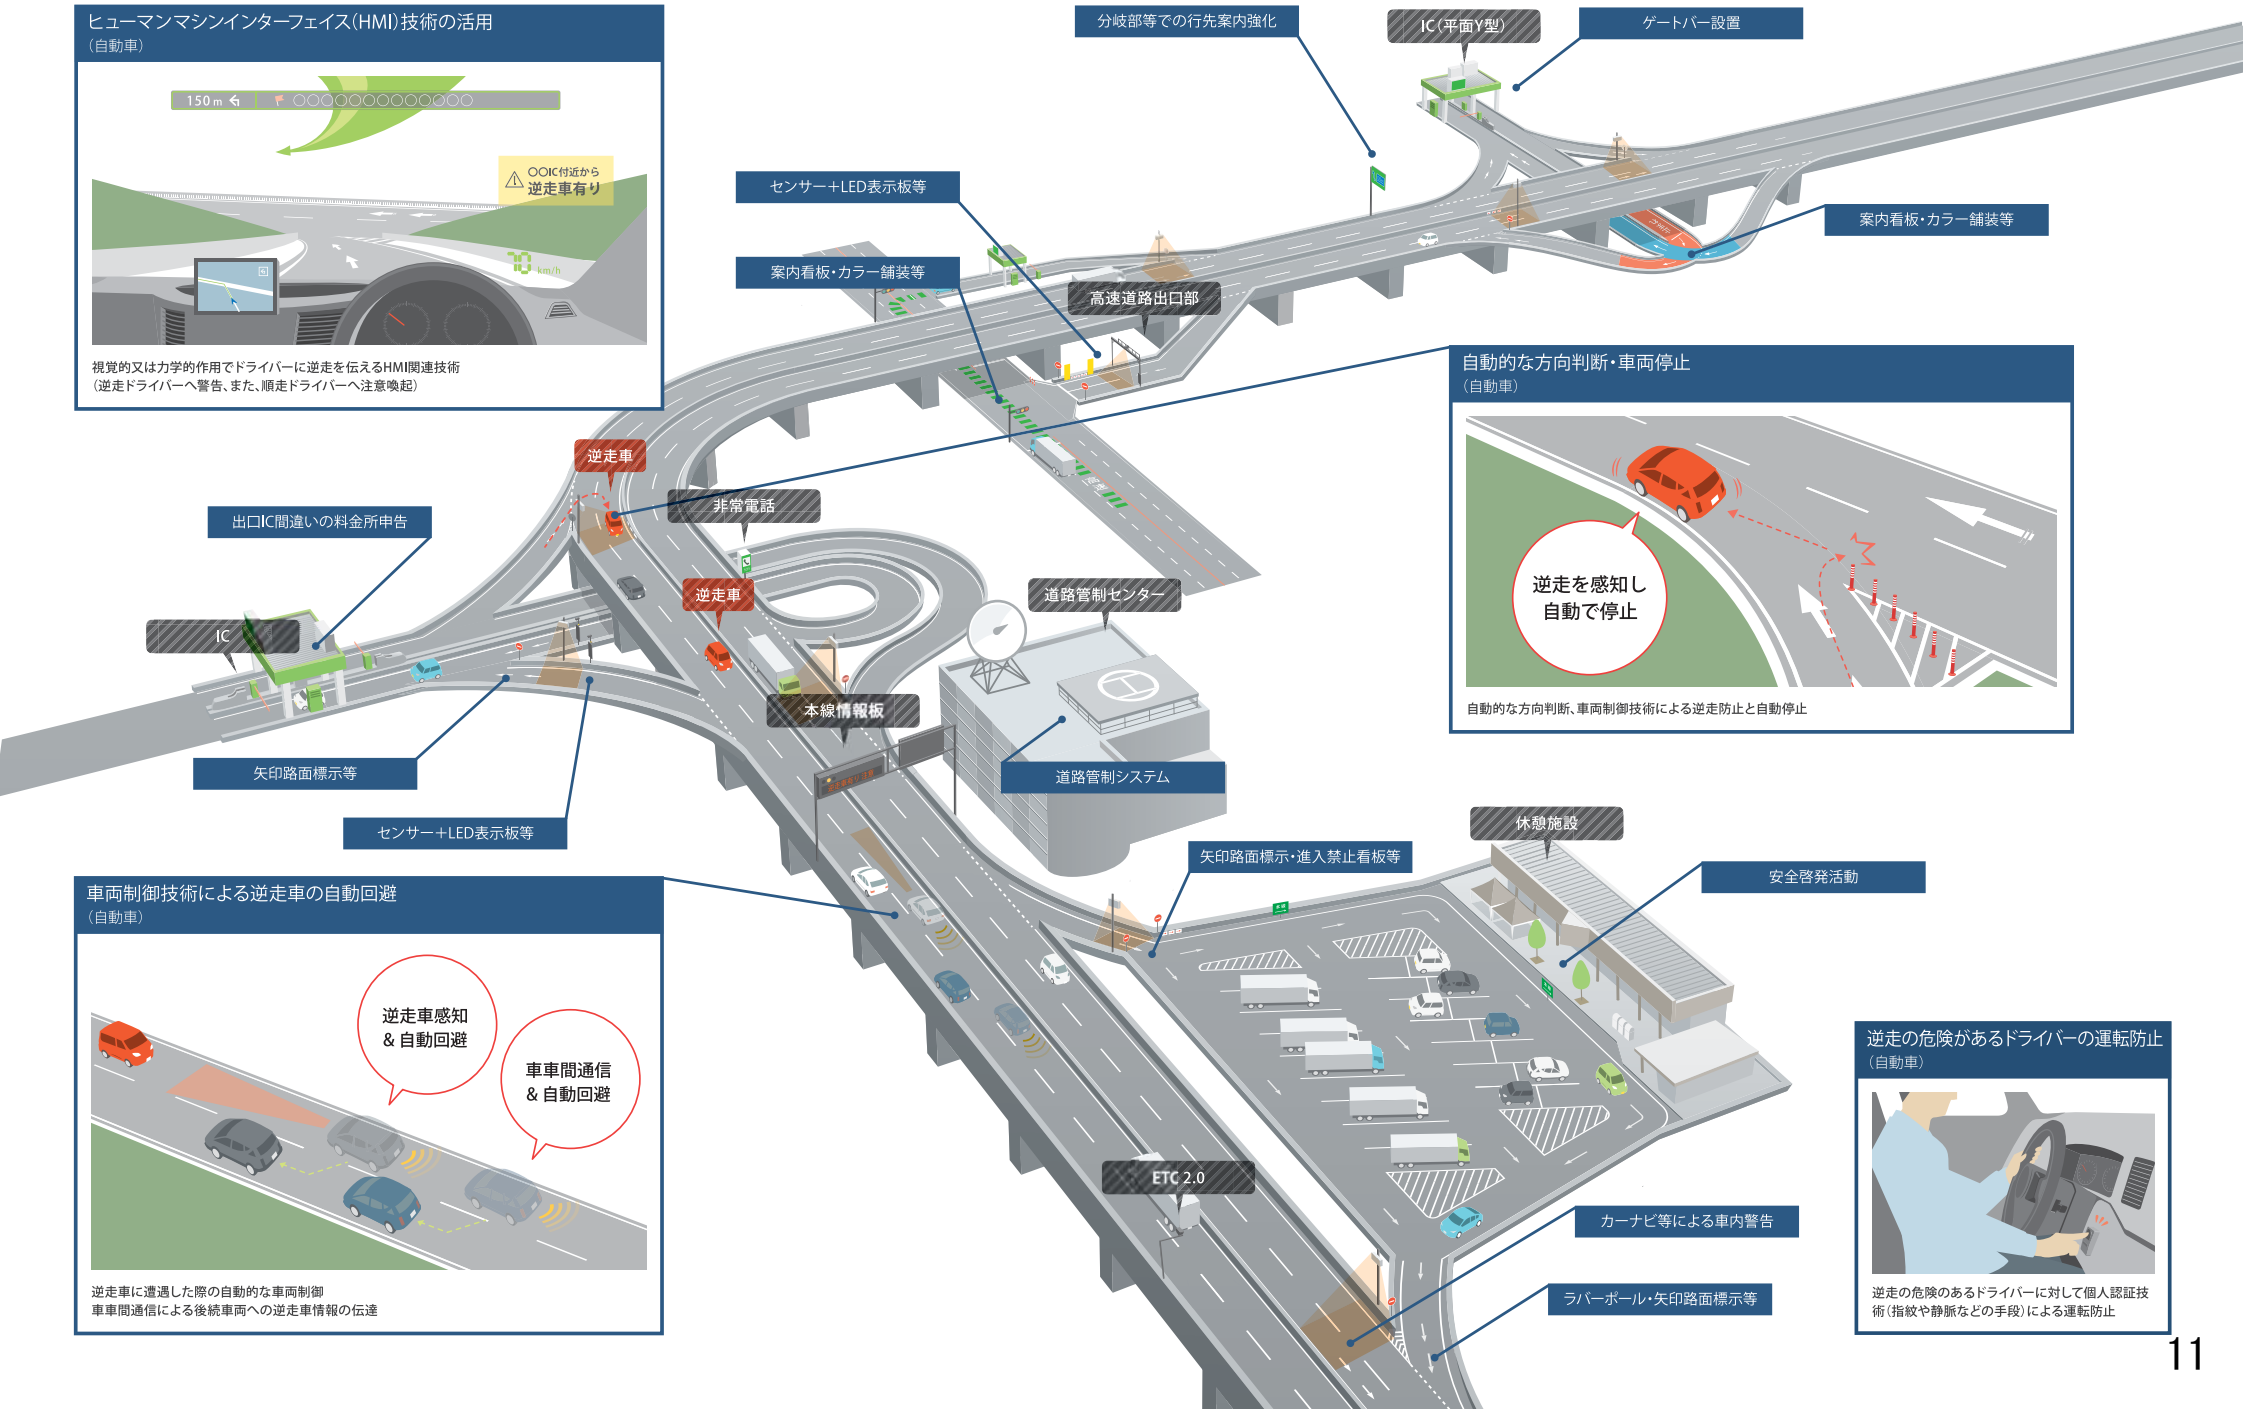 ヒューマンマシンインターフェイス(HMI)技術の活用
(自動車)
150m
〇〇IC付近から
逆走車有り
70 km/h
視覚的又は力学的作用でドライバーに逆走を伝えるHMI関連技術
(逆走ドライバーへ警告、また、順走ドライバーへ注意喚起)
分岐部等での行先案内強化
IC(平面Y型)
ゲートバー設置
センサー+LED表示板等
案内看板・カラー舗装等
案内看板・カラー舗装等
高速道路出口部
自動的な方向判断・車両停止
(自動車)
逆走を感知し
自動で停止
自動的な方向判断、車両制御技術による逆走防止と自動停止
逆走車
非常電話
出口IC間違いの料金所申告
逆走車
道路管制センター
IC
本線情報板
矢印路面標示等
道路管制システム
センサー+LED表示板等
休憩施設
矢印路面標示・進入禁止看板等
安全啓発活動
車両制御技術による逆走車の自動回避
(自動車)
逆走車感知
&自動回避
車車間通信
&自動回避
逆走車に遭遇した際の自動的な車両制御
車車間通信による後続車両への逆走車情報の伝達
ETC 2.0
カーナビ等による車内警告
ラバーポール・矢印路面標示等
逆走の危険があるドライバーの運転防止
(自動車)
逆走の危険のあるドライバーに対して個人認証技
術(指紋や静脈などの手段)による運転防止
11